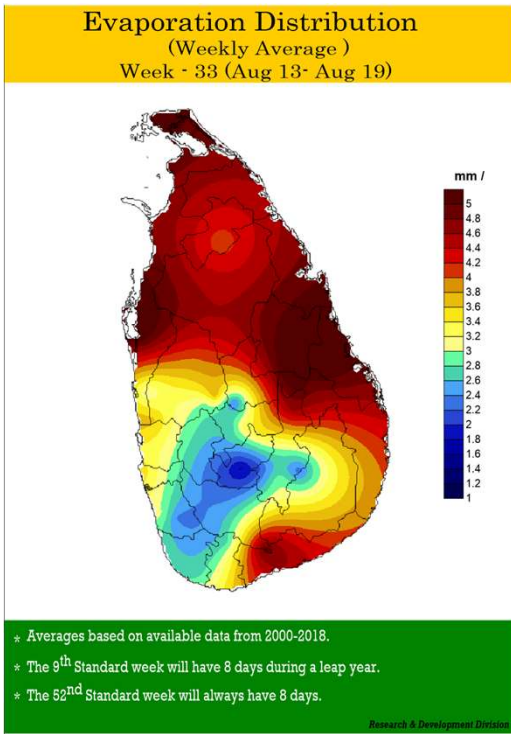 Evaporation Distribution
(Weekly Average )
Week - 33 (Aug 13- Aug 19)
mm /
5
4.8
4.6
4.4
4.2
4
3.8
3.6
3.4
3.2
3
2.8
2.6
2.4
2.2
2
1.8
1.6
1.4
1.2
1
* Averages based on available data from 2000-2018.
* The 9th Standard week will have 8 days during a leap year.
* The 52nd Standard week will always have 8 days.
Research & Development Division